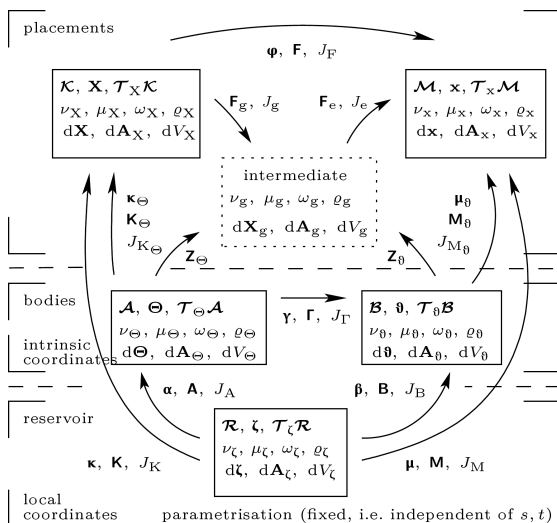 placements
φ, F, J_F
𝒦, X, 𝒯_X𝒦
ν_X, μ_X, ω_X, ϱ_X
dX, dA_X, dV_X
ℳ, x, 𝒯_xℳ
ν_x, μ_x, ω_x, ϱ_x
dx, dA_x, dV_x
F_g, J_g
F_e, J_e
intermediate
ν_g, μ_g, ω_g, ϱ_g
dX_g, dA_g, dV_g
κ_Θ
K_Θ
J_{K_Θ}
μ_ϑ
M_ϑ
J_{M_ϑ}
Z_Θ
Z_ϑ
bodies
𝒜, Θ, 𝒯_Θ𝒜
ν_Θ, μ_Θ, ω_Θ, ϱ_Θ
dΘ, dA_Θ, dV_Θ
γ, Γ, J_Γ
ℬ, ϑ, 𝒯_ϑℬ
ν_ϑ, μ_ϑ, ω_ϑ, ϱ_ϑ
dϑ, dA_ϑ, dV_ϑ
intrinsic
coordinates
α, A, J_A
β, B, J_B
reservoir
ℛ, ζ, 𝒯_ζℛ
ν_ζ, μ_ζ, ω_ζ, ϱ_ζ
dζ, dA_ζ, dV_ζ
κ, K, J_K
μ, M, J_M
local
coordinates
parametrisation (fixed, i.e. independent of s, t)